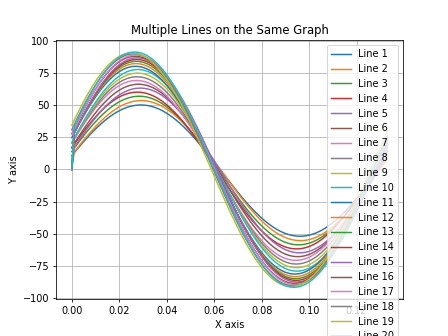 Multiple Lines on the Same Graph
Y axis
100
75
50
25
0
−25
−50
−75
−100
0.00
0.02
0.04
0.06
0.08
0.10
X axis
Line 1
Line 2
Line 3
Line 4
Line 5
Line 6
Line 7
Line 8
Line 9
Line 10
Line 11
Line 12
Line 13
Line 14
Line 15
Line 16
Line 17
Line 18
Line 19
Line 20